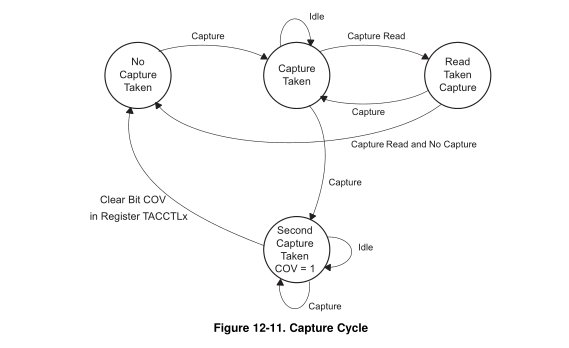 Idle
Capture
Capture Read
No
Capture
Taken
Capture
Taken
Read
Taken
Capture
Capture
Capture Read and No Capture
Capture
Clear Bit COV
in Register TACCTLx
Second
Capture
Taken
COV = 1
Idle
Capture
Figure 12-11. Capture Cycle